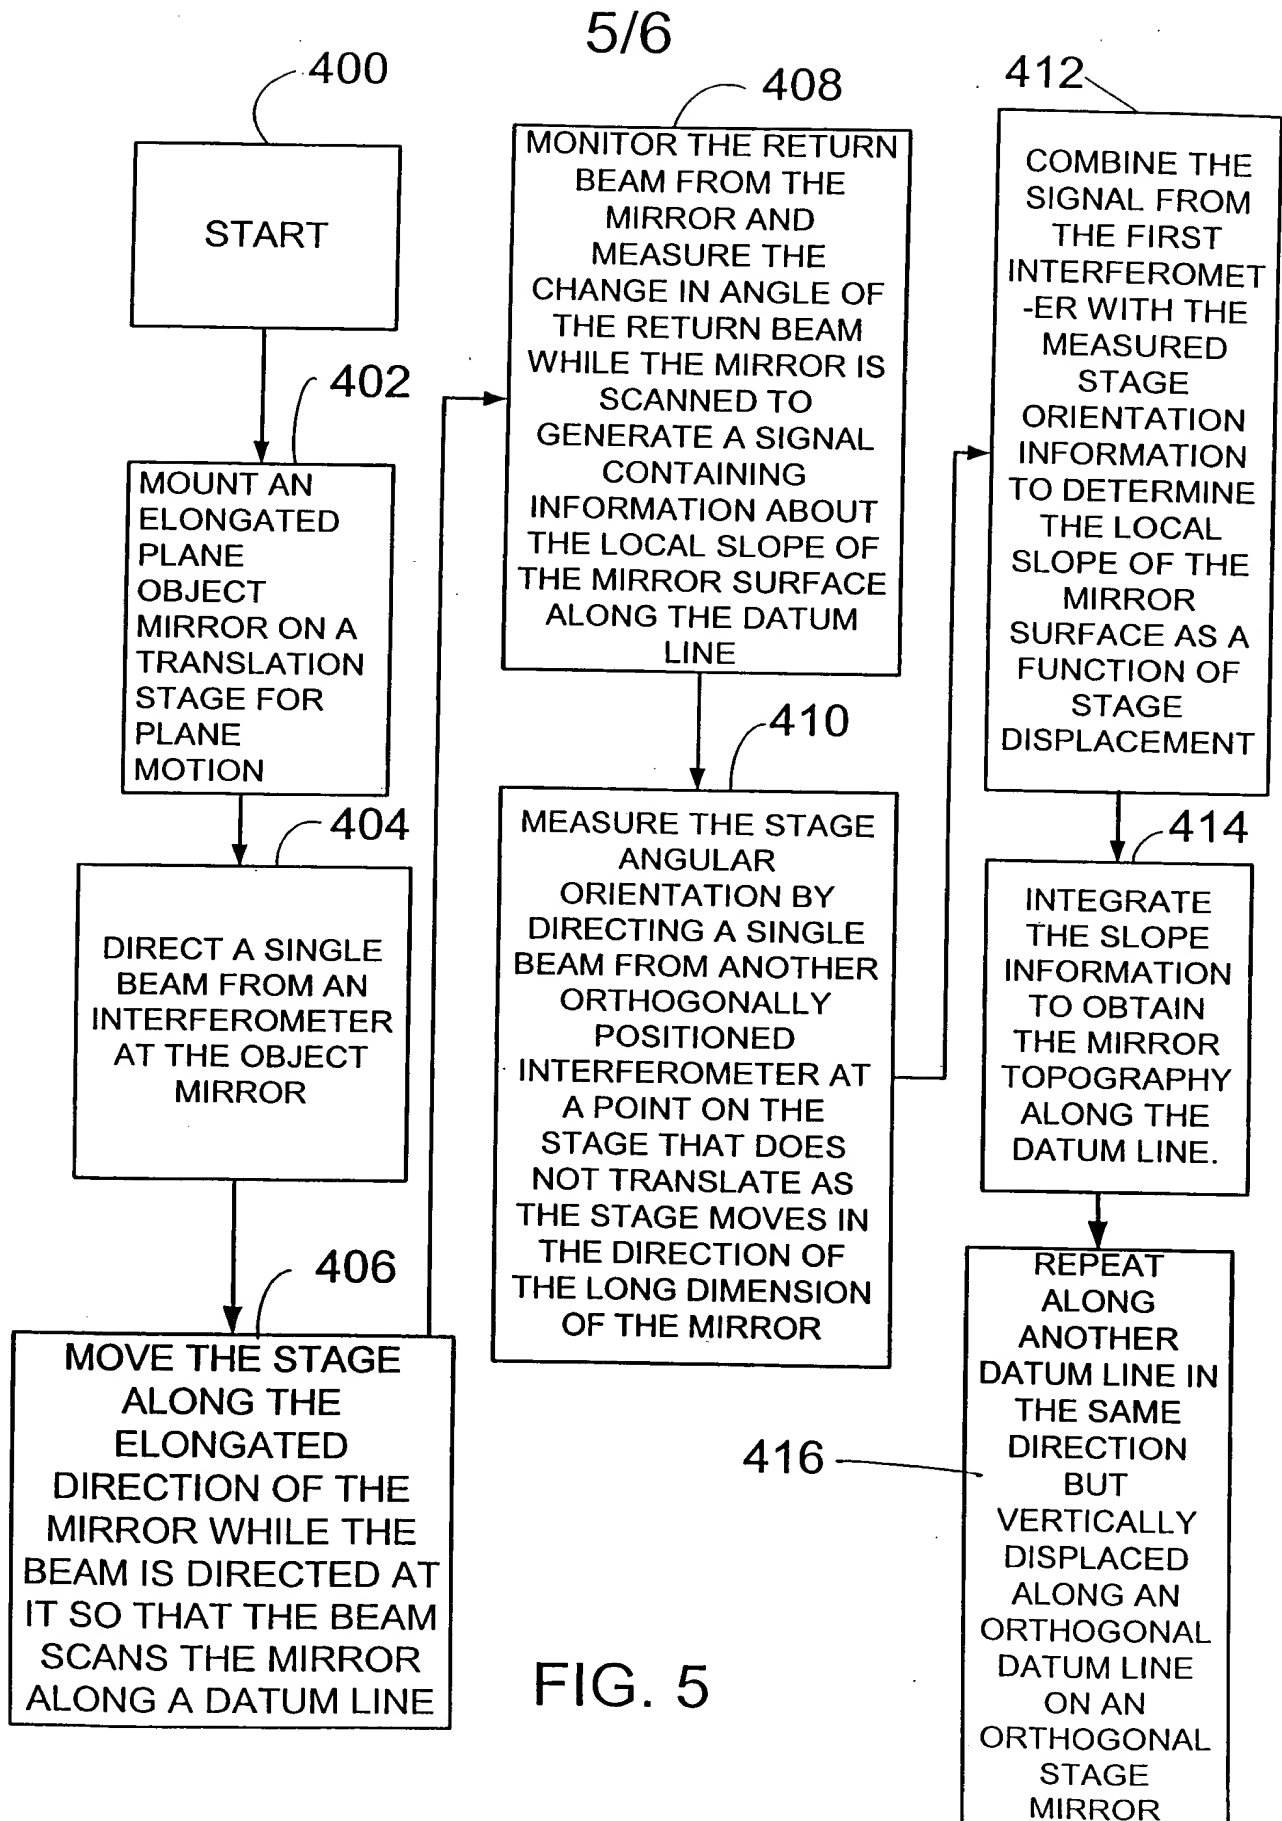 5/6
400
START
402
MOUNT AN
ELONGATED
PLANE
OBJECT
MIRROR ON A
TRANSLATION
STAGE FOR
PLANE
MOTION
404
DIRECT A SINGLE
BEAM FROM AN
INTERFEROMETER
AT THE OBJECT
MIRROR
406
MOVE THE STAGE
ALONG THE
ELONGATED
DIRECTION OF THE
MIRROR WHILE THE
BEAM IS DIRECTED AT
IT SO THAT THE BEAM
SCANS THE MIRROR
ALONG A DATUM LINE
408
MONITOR THE RETURN
BEAM FROM THE
MIRROR AND
MEASURE THE
CHANGE IN ANGLE OF
THE RETURN BEAM
WHILE THE MIRROR IS
SCANNED TO
GENERATE A SIGNAL
CONTAINING
INFORMATION ABOUT
THE LOCAL SLOPE OF
THE MIRROR SURFACE
ALONG THE DATUM
LINE
410
MEASURE THE STAGE
ANGULAR
ORIENTATION BY
DIRECTING A SINGLE
BEAM FROM ANOTHER
ORTHOGONALLY
POSITIONED
INTERFEROMETER AT
A POINT ON THE
STAGE THAT DOES
NOT TRANSLATE AS
THE STAGE MOVES IN
THE DIRECTION OF
THE LONG DIMENSION
OF THE MIRROR
412
COMBINE THE
SIGNAL FROM
THE FIRST
INTERFEROMET
-ER WITH THE
MEASURED
STAGE
ORIENTATION
INFORMATION
TO DETERMINE
THE LOCAL
SLOPE OF THE
MIRROR
SURFACE AS A
FUNCTION OF
STAGE
DISPLACEMENT
414
INTEGRATE
THE SLOPE
INFORMATION
TO OBTAIN
THE MIRROR
TOPOGRAPHY
ALONG THE
DATUM LINE.
416
REPEAT
ALONG
ANOTHER
DATUM LINE IN
THE SAME
DIRECTION
BUT
VERTICALLY
DISPLACED
ALONG AN
ORTHOGONAL
DATUM LINE
ON AN
ORTHOGONAL
STAGE
MIRROR
FIG. 5